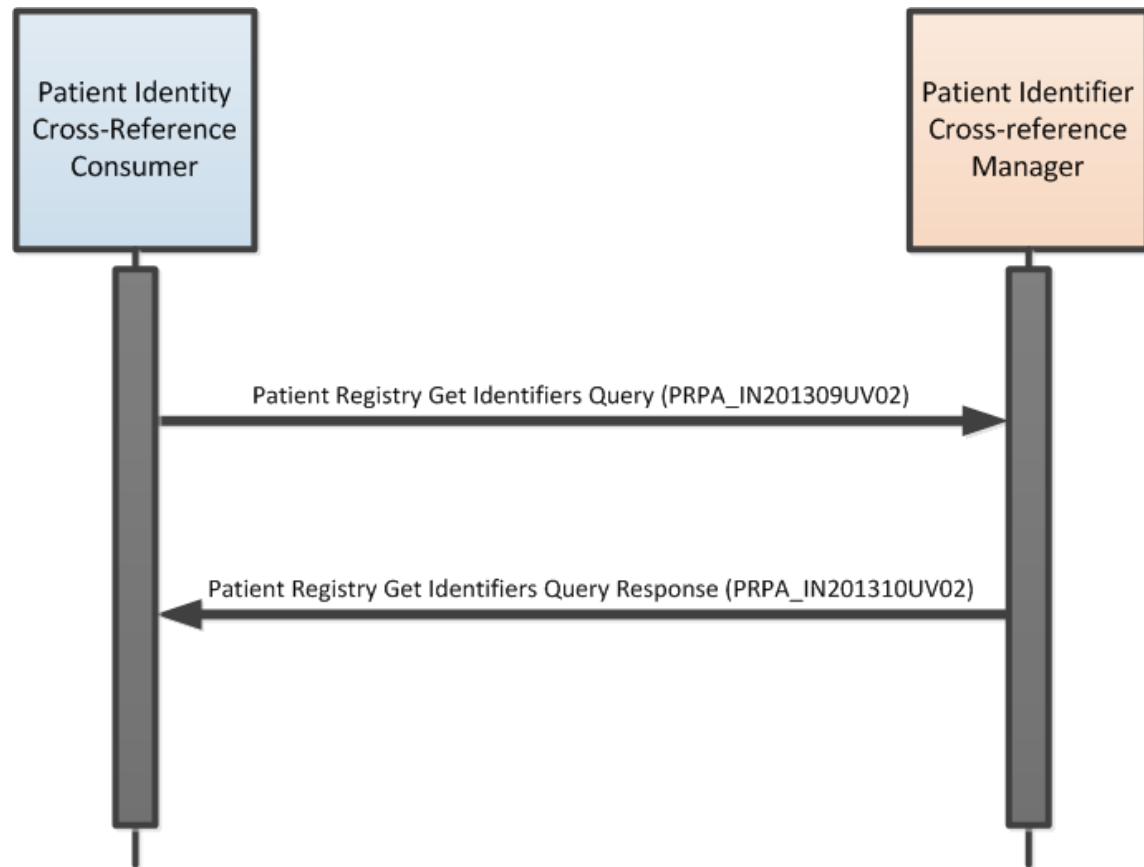 Patient Identity
Cross-Reference
Consumer
Patient Identifier
Cross-reference
Manager
Patient Registry Get Identifiers Query (PRPA_IN201309UV02)
Patient Registry Get Identifiers Query Response (PRPA_IN201310UV02)